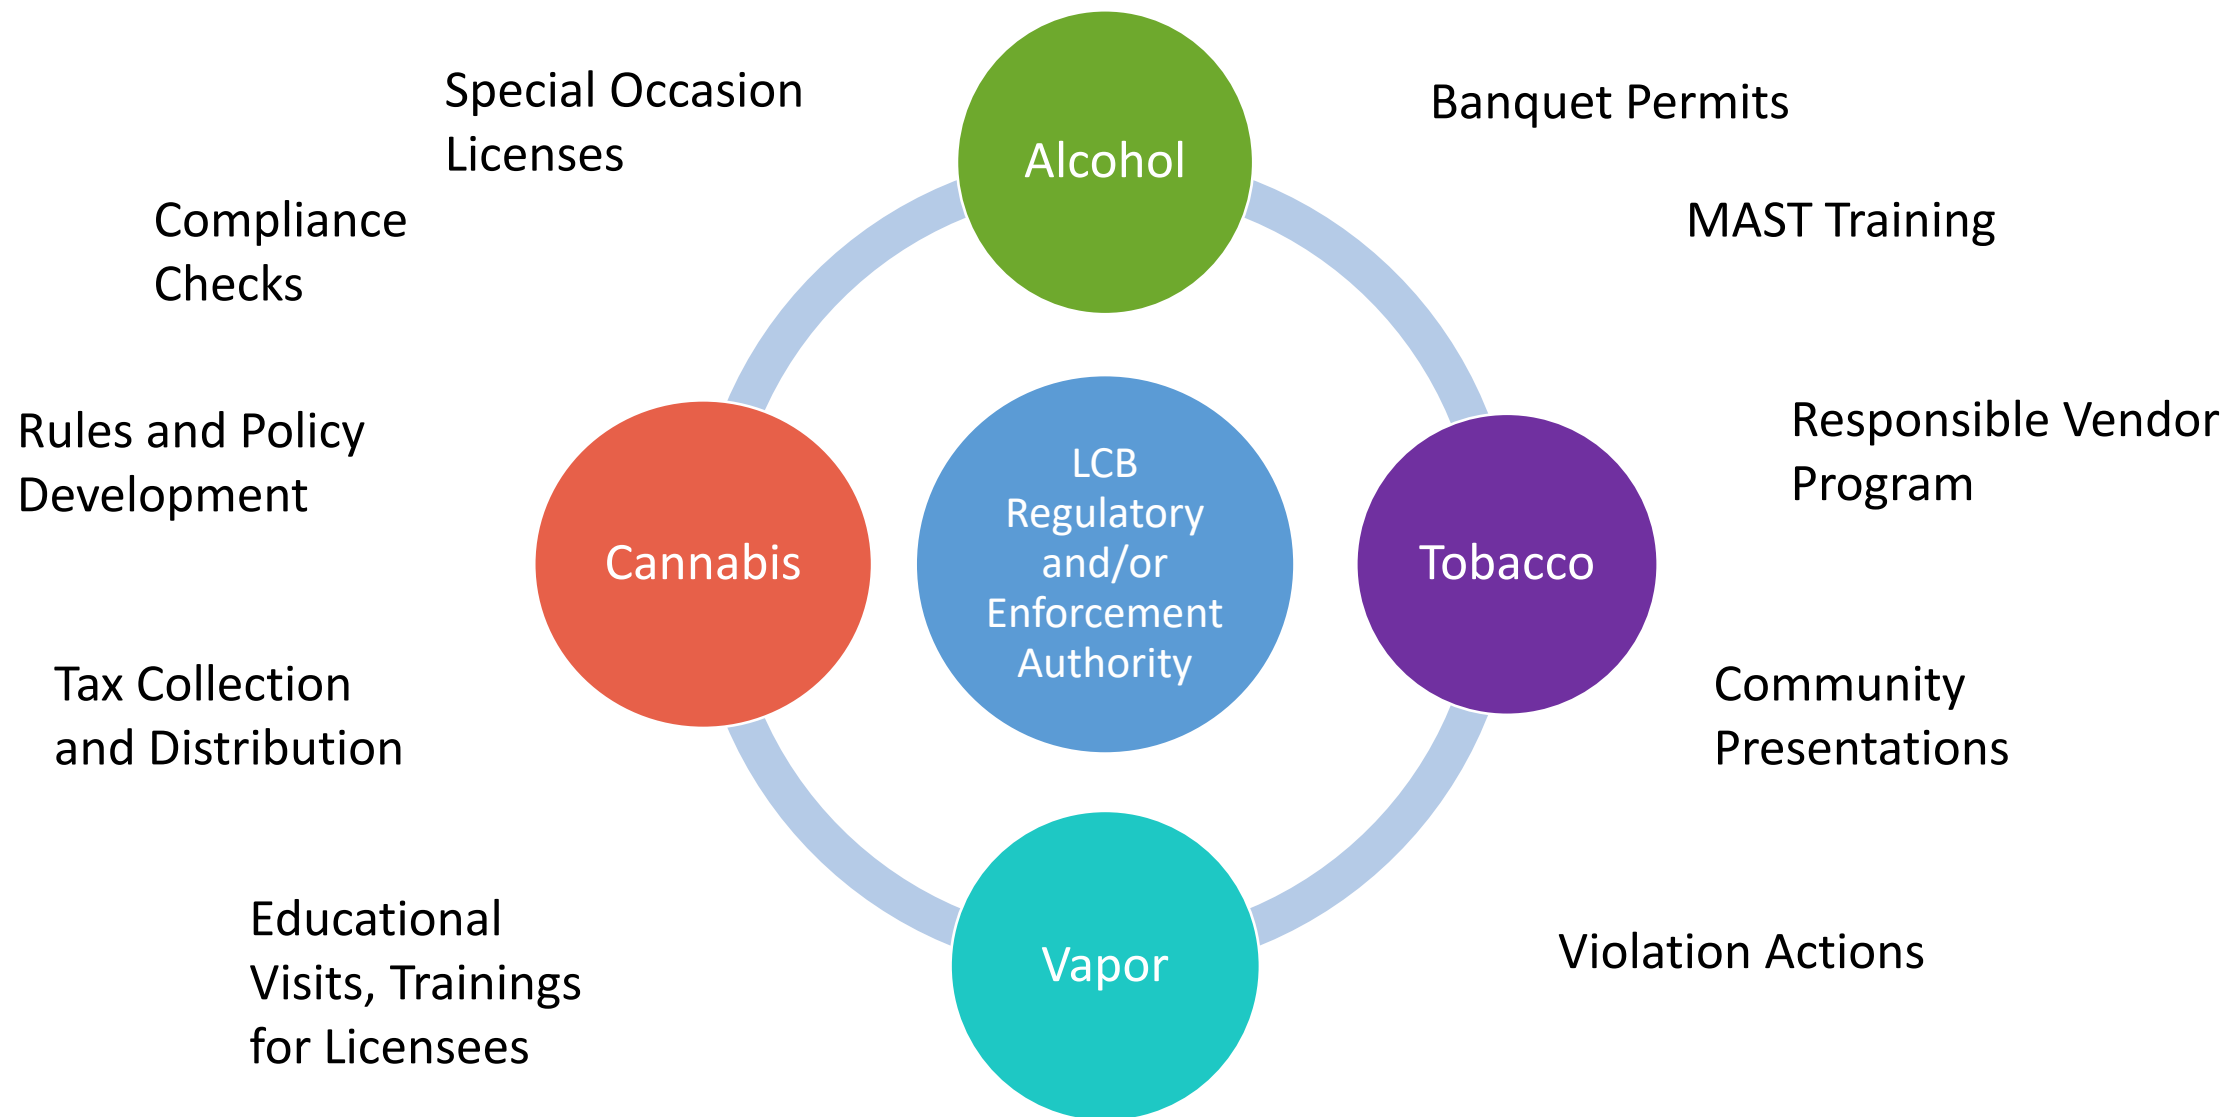 Special Occasion
Licenses
Alcohol
Banquet Permits
Compliance
Checks
MAST Training
Rules and Policy
Development
Responsible Vendor
Program
Cannabis
LCB
Regulatory
and/or
Enforcement
Authority
Tobacco
Tax Collection
and Distribution
Community
Presentations
Educational
Visits, Trainings
for Licensees
Vapor
Violation Actions